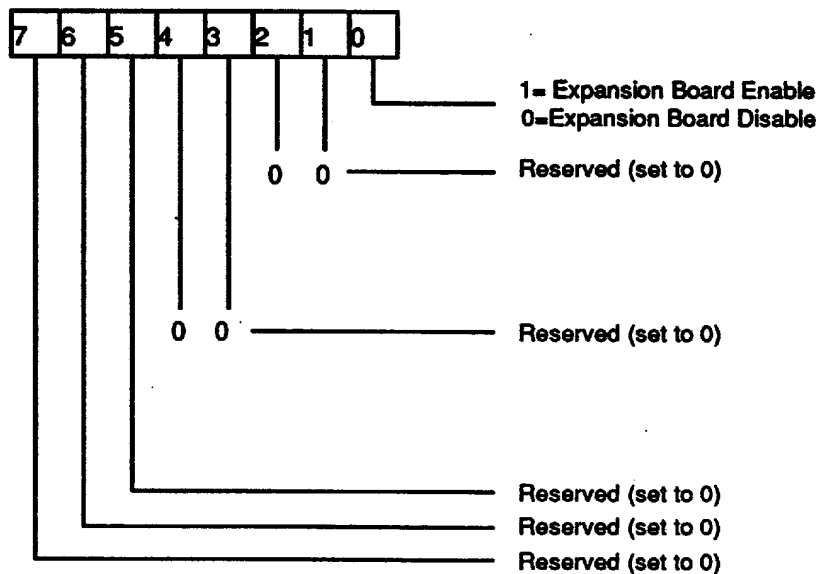 7 6 5 4 3 2 1 0
1= Expansion Board Enable
0=Expansion Board Disable
0 0 Reserved (set to 0)
0 0 Reserved (set to 0)
Reserved (set to 0)
Reserved (set to 0)
Reserved (set to 0)